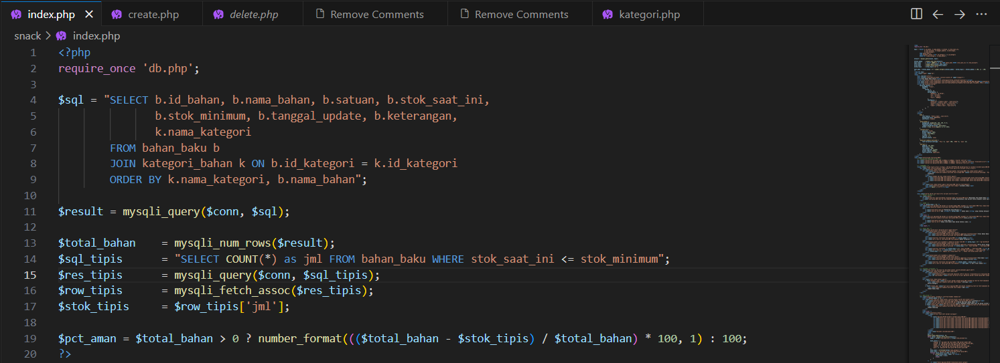 index.php
create.php
delete.php
Remove Comments
Remove Comments
kategori.php
snack > index.php
1 <?php
2 require_once 'db.php';
3
4 $sql = "SELECT b.id_bahan, b.nama_bahan, b.satuan, b.stok_saat_ini,
5 b.stok_minimum, b.tanggal_update, b.keterangan,
6 k.nama_kategori
7 FROM bahan_baku b
8 JOIN kategori_bahan k ON b.id_kategori = k.id_kategori
9 ORDER BY k.nama_kategori, b.nama_bahan";
10
11 $result = mysqli_query($conn, $sql);
12
13 $total_bahan    = mysqli_num_rows($result);
14 $sql_tipis      = "SELECT COUNT(*) as jml FROM bahan_baku WHERE stok_saat_ini <= stok_minimum";
15 $res_tipis      = mysqli_query($conn, $sql_tipis);
16 $row_tipis      = mysqli_fetch_assoc($res_tipis);
17 $stok_tipis     = $row_tipis['jml'];
18
19 $pct_aman = $total_bahan > 0 ? number_format((($total_bahan - $stok_tipis) / $total_bahan) * 100, 1) : 100;
20 ?>